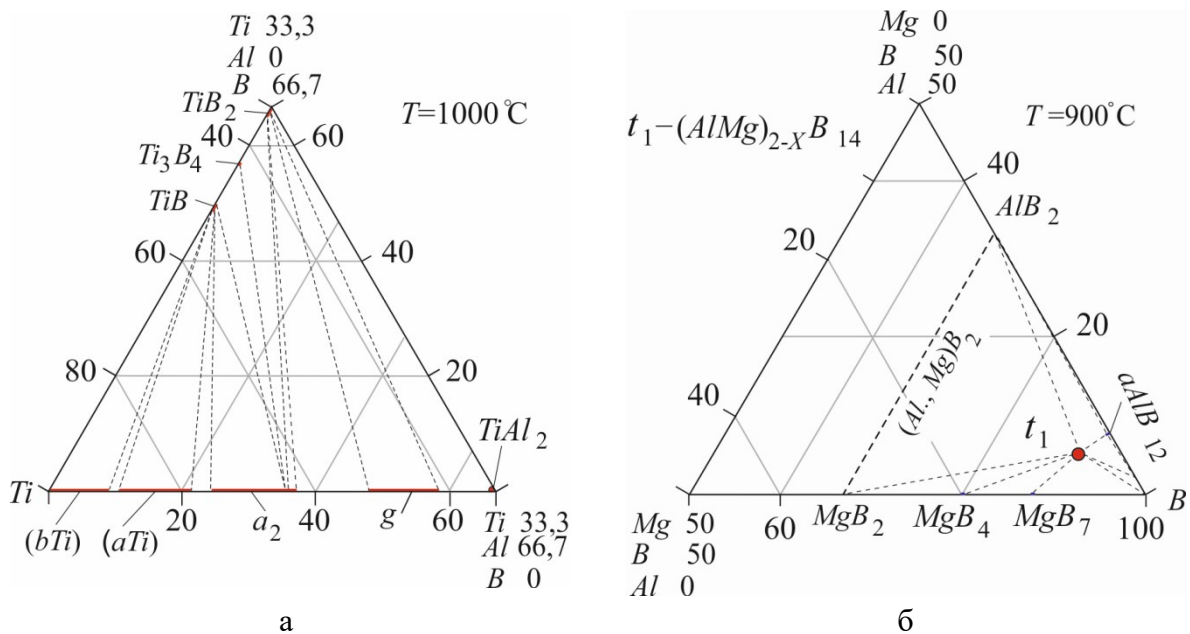 Ti 33,3
Al 0
B 66,7
TiB2
T=1000 °C
40
60
Ti3B4
TiB
60
40
80
20
TiAl2
Ti
20
40
60
(bTi)
(aTi)
a2
g
Ti 33,3
Al 66,7
B 0
а
Mg 0
B 50
Al 50
t1–(AlMg)2-XB14
T=900°C
40
AlB2
20
20
(Al., Mg)B2
40
aAlB12
t1
B
Mg 50
B 50
Al 0
60
MgB2
MgB4
MgB7
100
б